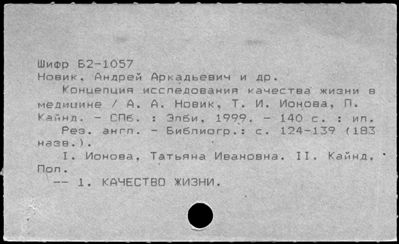 Шифр Б2-1057
Новик, Андрей Аркадьевич и др.
Концепция исследования качества жизни в
медицине / А. А. Новик, Т. И. Ионова, П.
Кайнд. - СПб. : Элби, 1999. - 140 с. : ил.
Рез. англ. - Библиогр.: с. 124-139 (183
назв.).
I. Ионова, Татьяна Ивановна. II. Кайнд,
Пол.
-- 1. КАЧЕСТВО ЖИЗНИ.